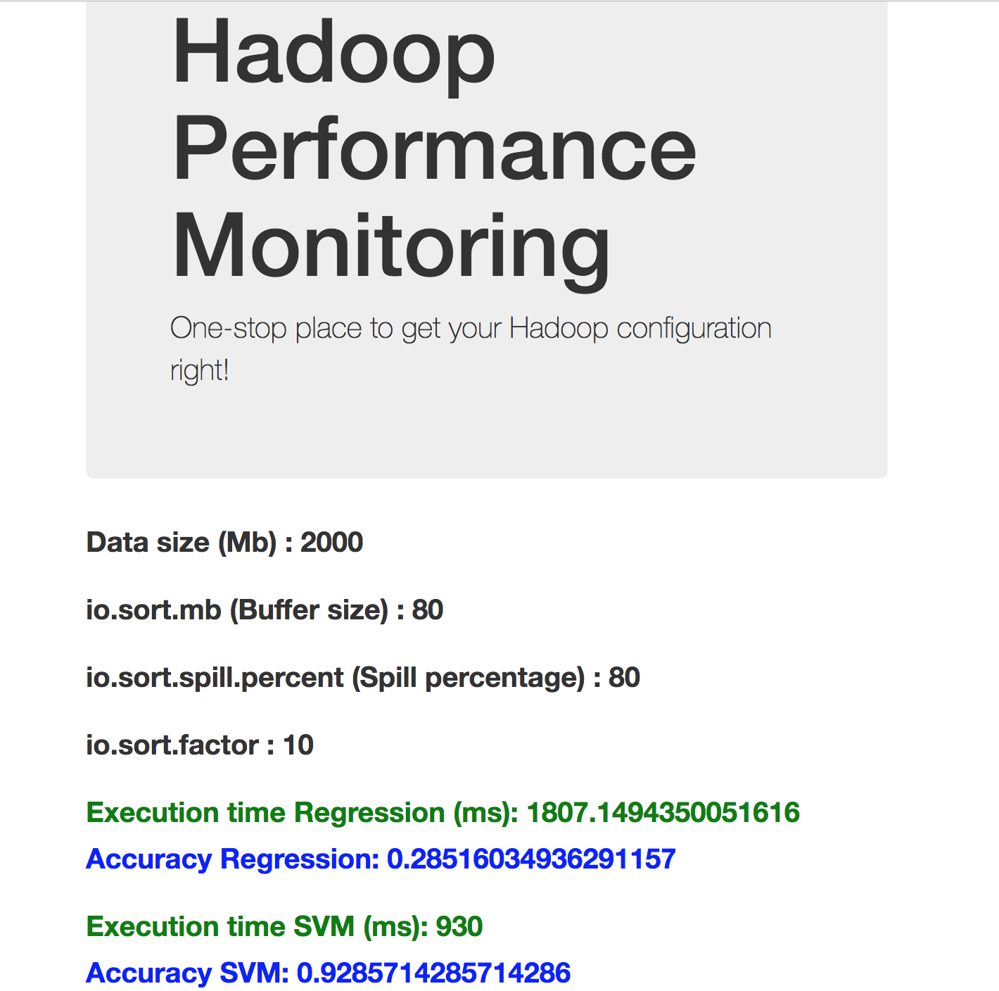 Hadoop
Performance
Monitoring
One-stop place to get your Hadoop configuration
right!
Data size (Mb) : 2000
io.sort.mb (Buffer size) : 80
io.sort.spill.percent (Spill percentage) : 80
io.sort.factor : 10
Execution time Regression (ms): 1807.1494350051616
Accuracy Regression: 0.28516034936291157
Execution time SVM (ms): 930
Accuracy SVM: 0.9285714285714286